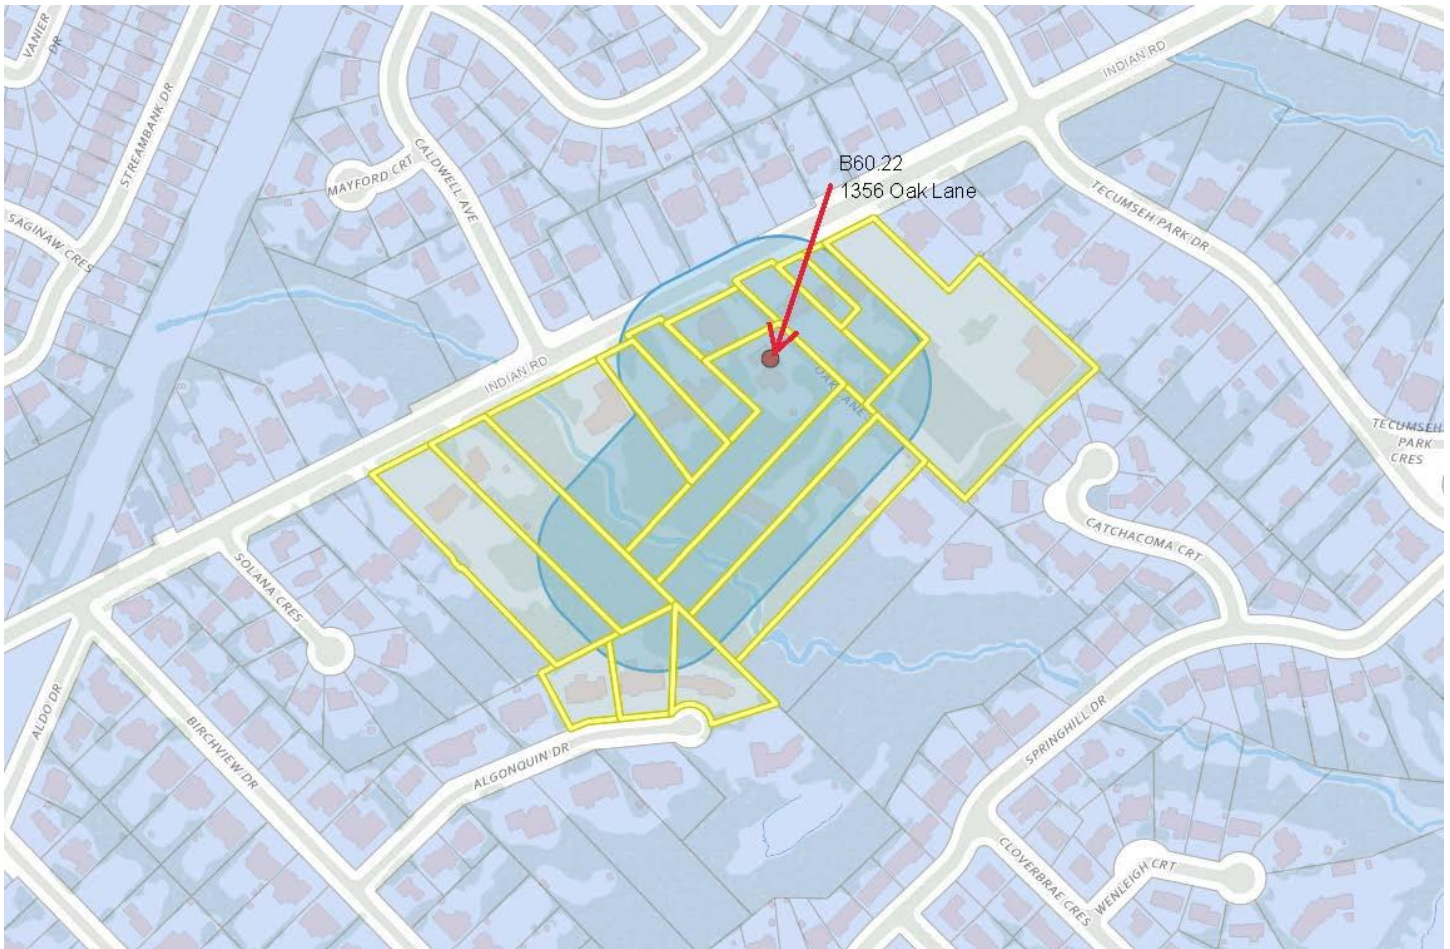 VANIER
DR
STREAMBANK DR
SAGINAW CRES
MAYFORD CRT
CALDWELL AVE
INDIAN RD
B60.22
1356 Oak Lane
TECUMSEH PARK DR
INDIAN RD
OAK LANE
TECUMSEH
PARK
CRES
CATCHACOMA CRT
SOLANA CRES
ALDO DR
BIRCHVIEW DR
ALGONQUIN DR
SPRINGHILL DR
CLOVERBRAE CRES
WENLEIGH CRT